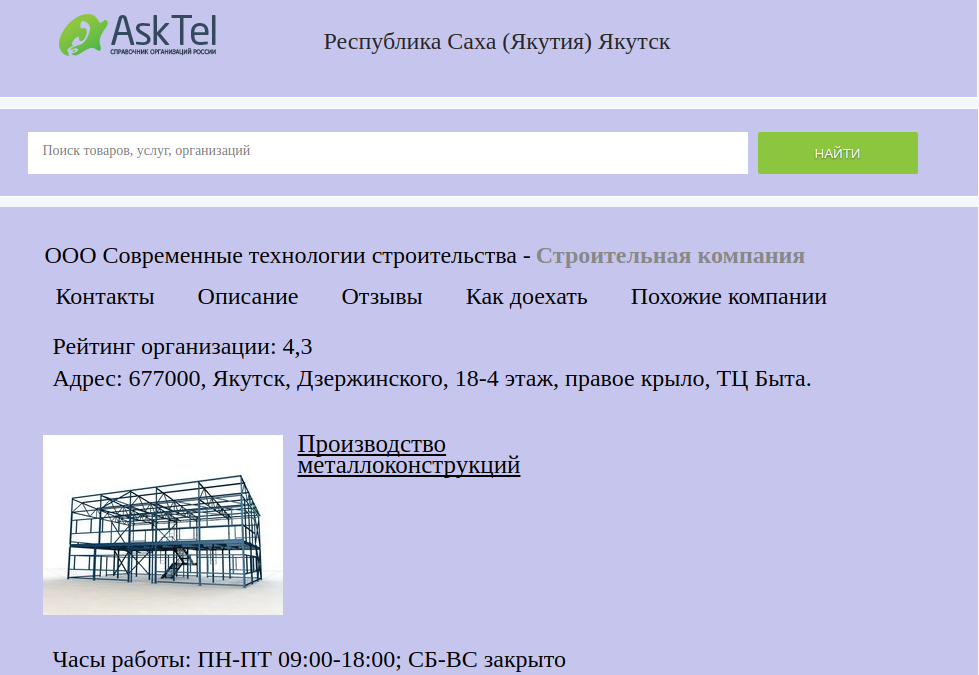 AskTel
СПРАВОЧНИК ОРГАНИЗАЦИЙ РОССИИ
Республика Саха (Якутия) Якутск
Поиск товаров, услуг, организаций
НАЙТИ
ООО Современные технологии строительства - Строительная компания
Контакты Описание Отзывы Как доехать Похожие компании
Рейтинг организации: 4,3
Адрес: 677000, Якутск, Дзержинского, 18-4 этаж, правое крыло, ТЦ Быта.
Производство
металлоконструкций
Часы работы: ПН-ПТ 09:00-18:00; СБ-ВС закрыто